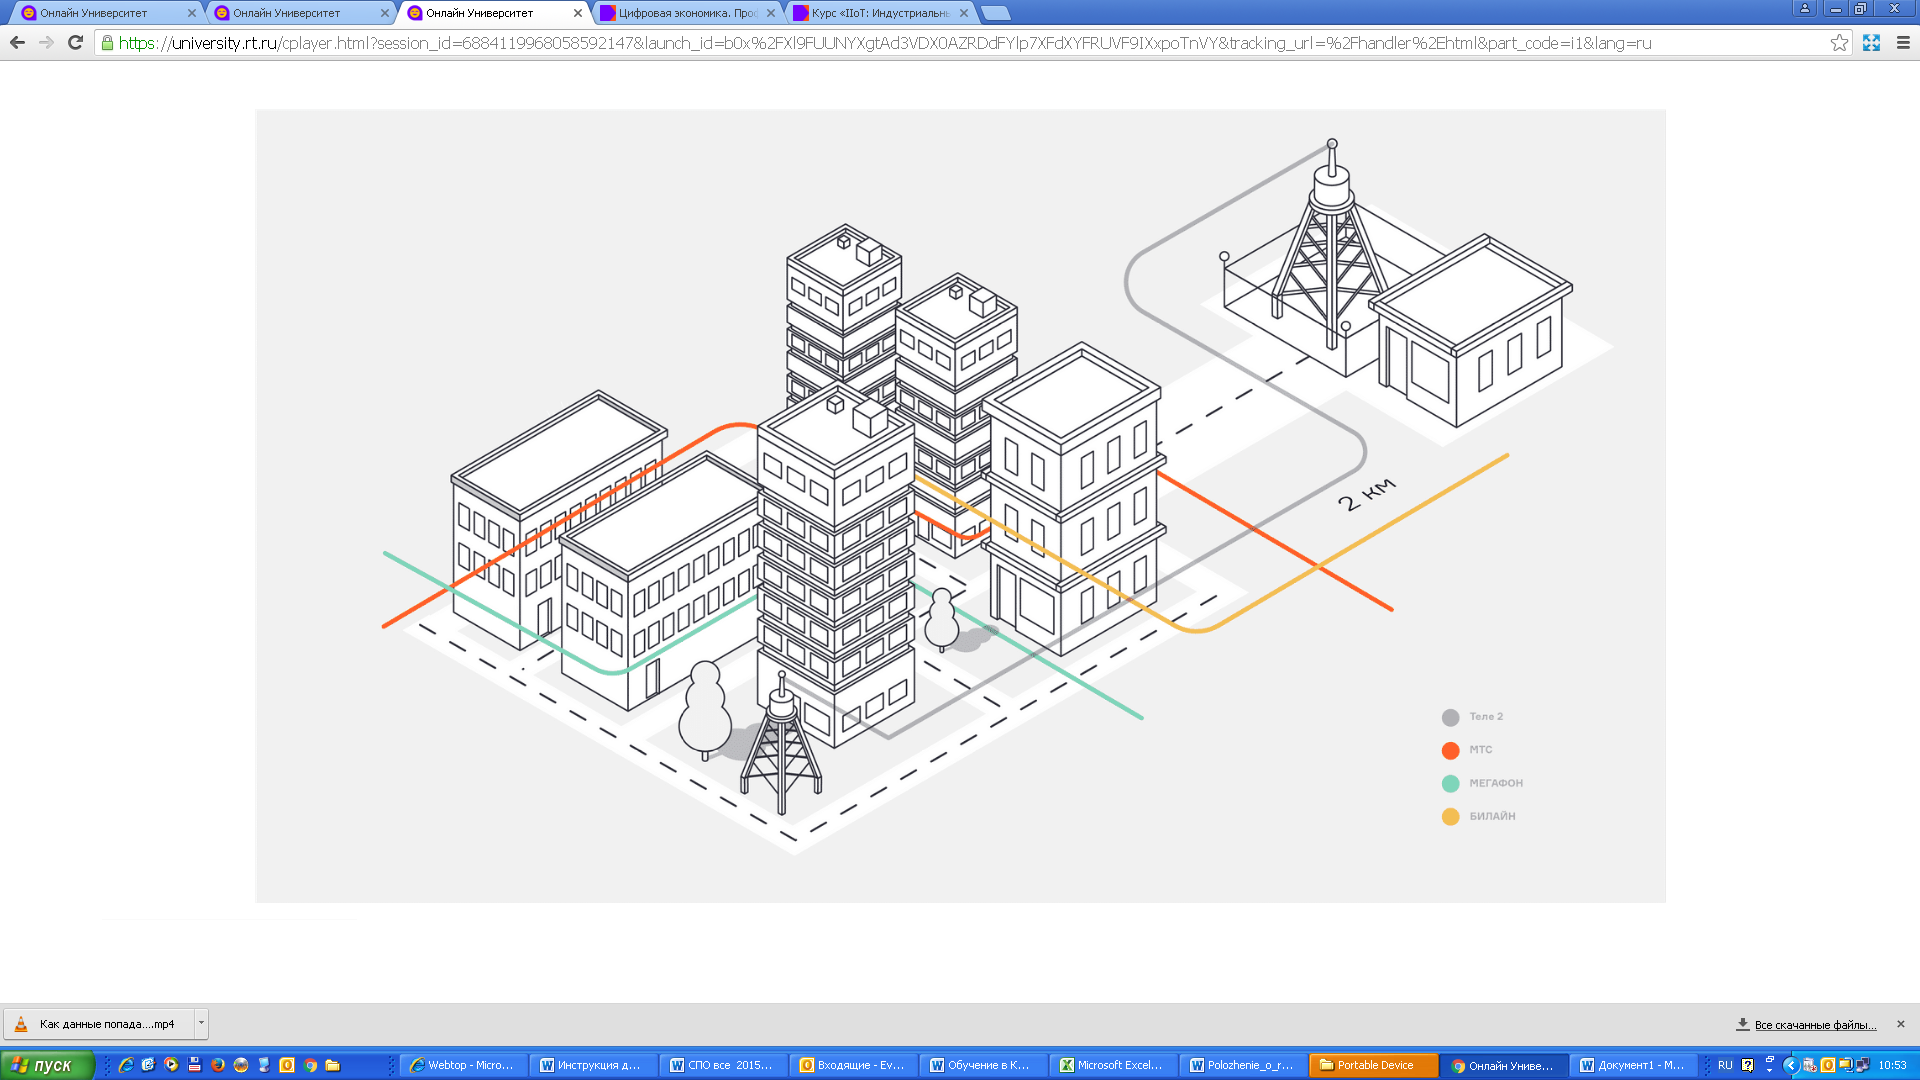 Онлайн Университет
Онлайн Университет
Онлайн Университет
Цифровая экономика. Про
Курс «IIoT: Индустриальн
https://university.rt.ru/cplayer.html?session_id=6884119968058592147&launch_id=b0x%2FXl9FUUNYXgtAd3VDX0AZRDdFYlp7XFdXYFRUVF9IXxpoTnVY&tracking_url=%2Fhandler%2Ehtml&part_code=i1&lang=ru
2 км
Теле 2
МТС
МЕГАФОН
БИЛАЙН
Как данные попада....mp4
Все скачанные файлы...
пуск
Webtop - Micro...
Инструкция д...
СПО все 2015...
Входящие - Ev...
Обучение в К...
Microsoft Excel...
Polozhenie_o_r...
Portable Device
Онлайн Униве...
Документ1 - M...
RU
10:53